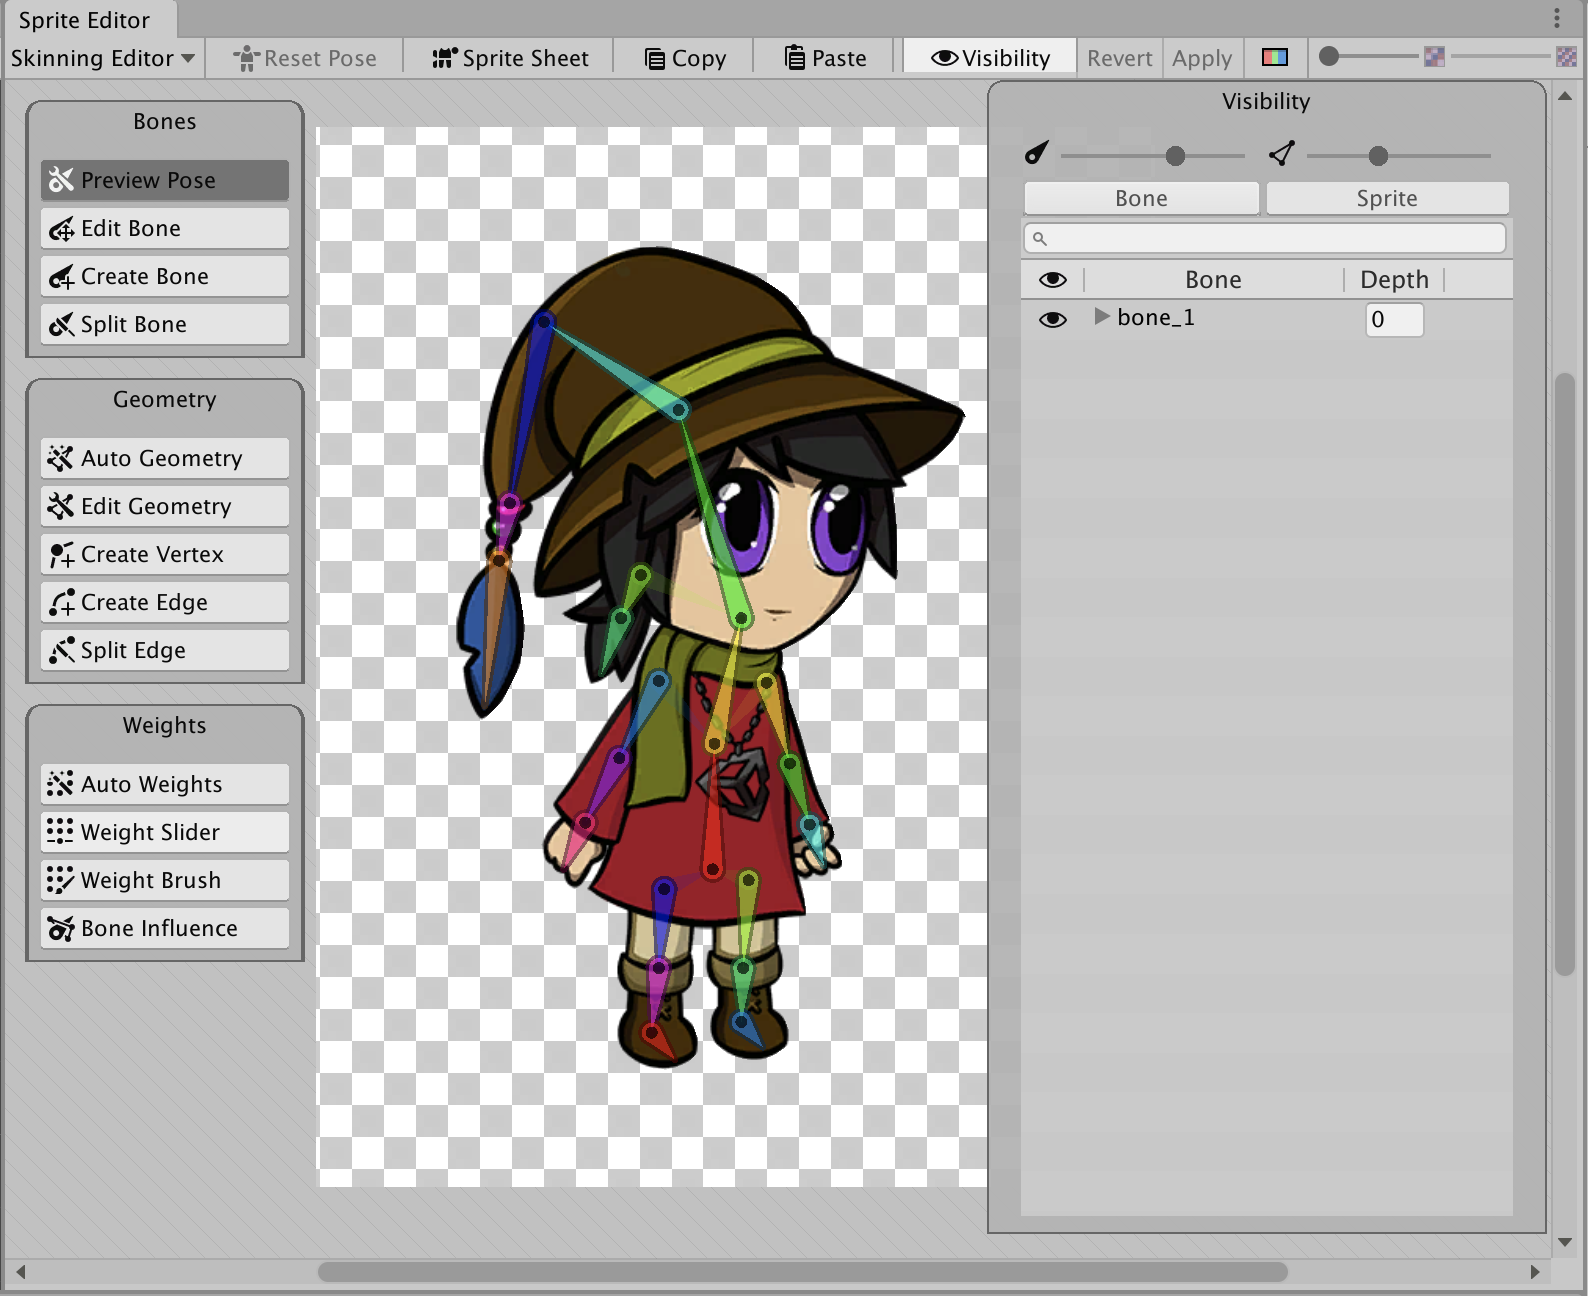 Sprite Editor
Skinning Editor
Reset Pose
Sprite Sheet
Copy
Paste
Visibility
Revert
Apply
Bones
Preview Pose
Edit Bone
Create Bone
Split Bone
Geometry
Auto Geometry
Edit Geometry
Create Vertex
Create Edge
Split Edge
Weights
Auto Weights
Weight Slider
Weight Brush
Bone Influence
Visibility
Bone
Sprite
Bone
Depth
bone_1
0